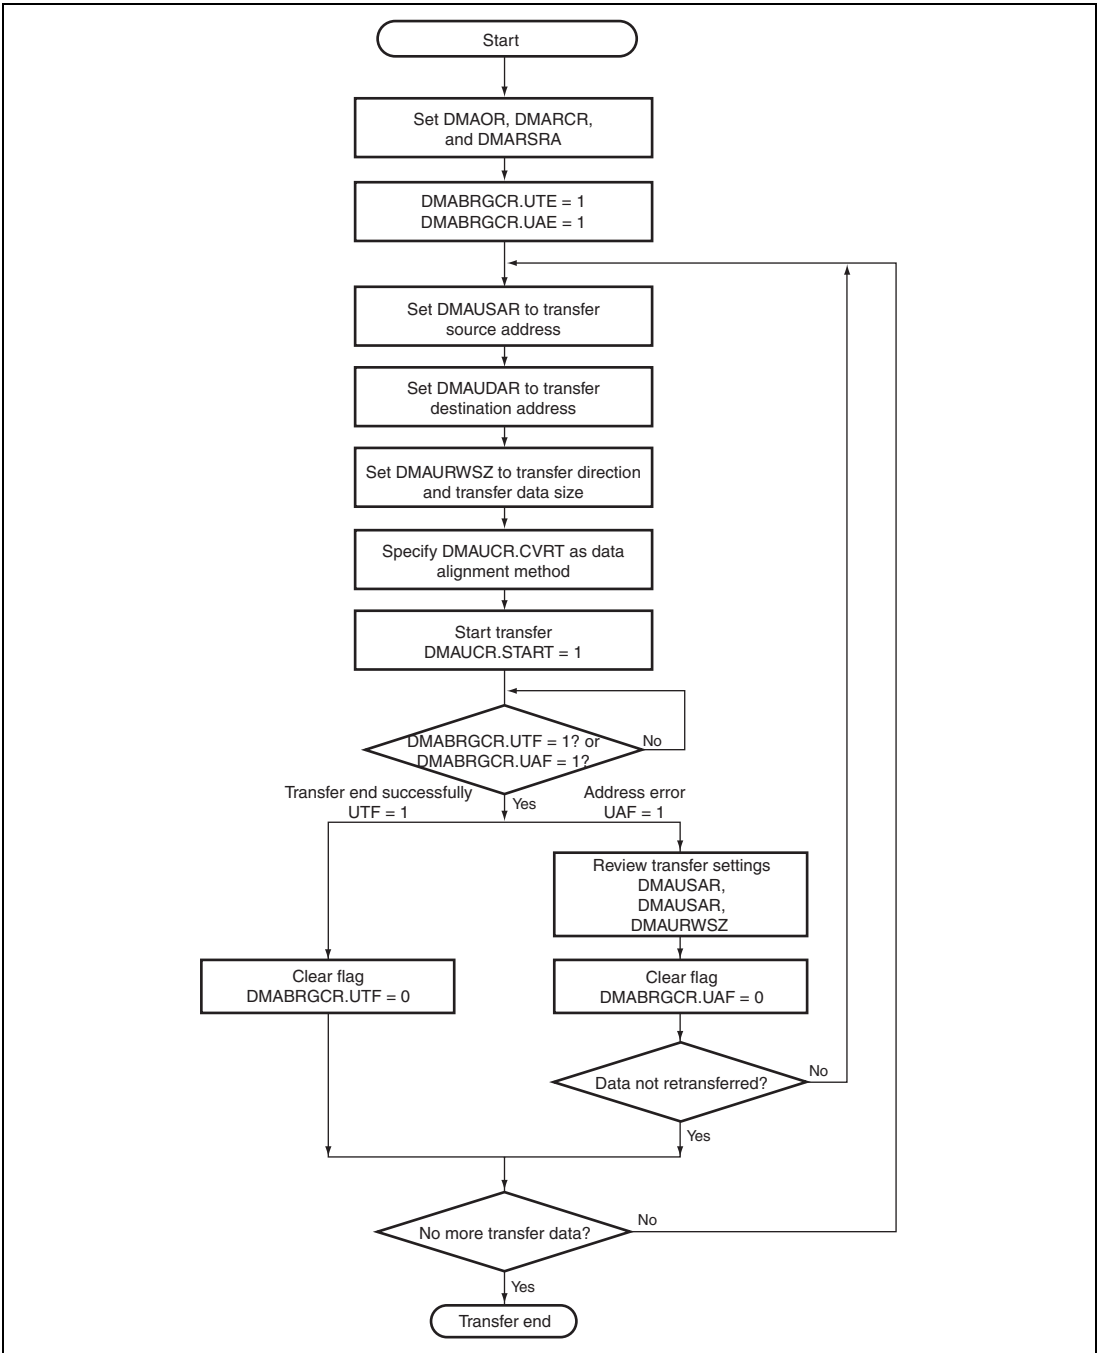 Start
Set DMAOR, DMARCR,
and DMARSRA
DMABRGCR.UTE = 1
DMABRGCR.UAE = 1
Set DMAUSAR to transfer
source address
Set DMAUDAR to transfer
destination address
Set DMAURWSZ to transfer direction
and transfer data size
Specify DMAUCR.CVRT as data
alignment method
Start transfer
DMAUCR.START = 1
DMABRGCR.UTF = 1? or
DMABRGCR.UAF = 1?
No
Yes
Transfer end successfully
UTF = 1
Address error
UAF = 1
Review transfer settings
DMAUSAR,
DMAUSAR,
DMAURWSZ
Clear flag
DMABRGCR.UTF = 0
Clear flag
DMABRGCR.UAF = 0
Data not retransferred?
No
Yes
No more transfer data?
No
Yes
Transfer end